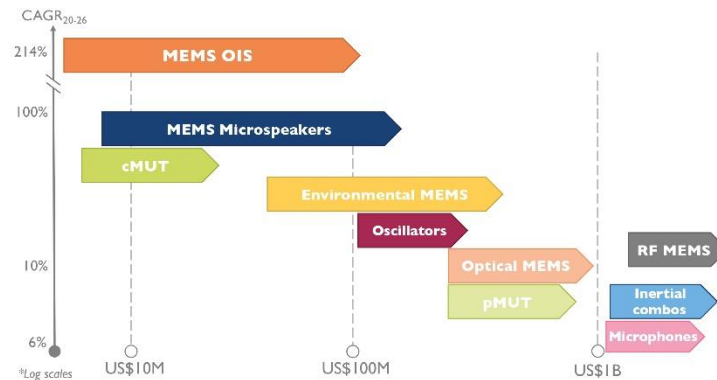 CAGR20-26
214%
MEMS OIS
100%
MEMS Microspeakers
cMUT
Environmental MEMS
Oscillators
RF MEMS
10%
Optical MEMS
pMUT
Inertial
combos
6%
Microphones
*Log scales
US$10M
US$100M
US$1B